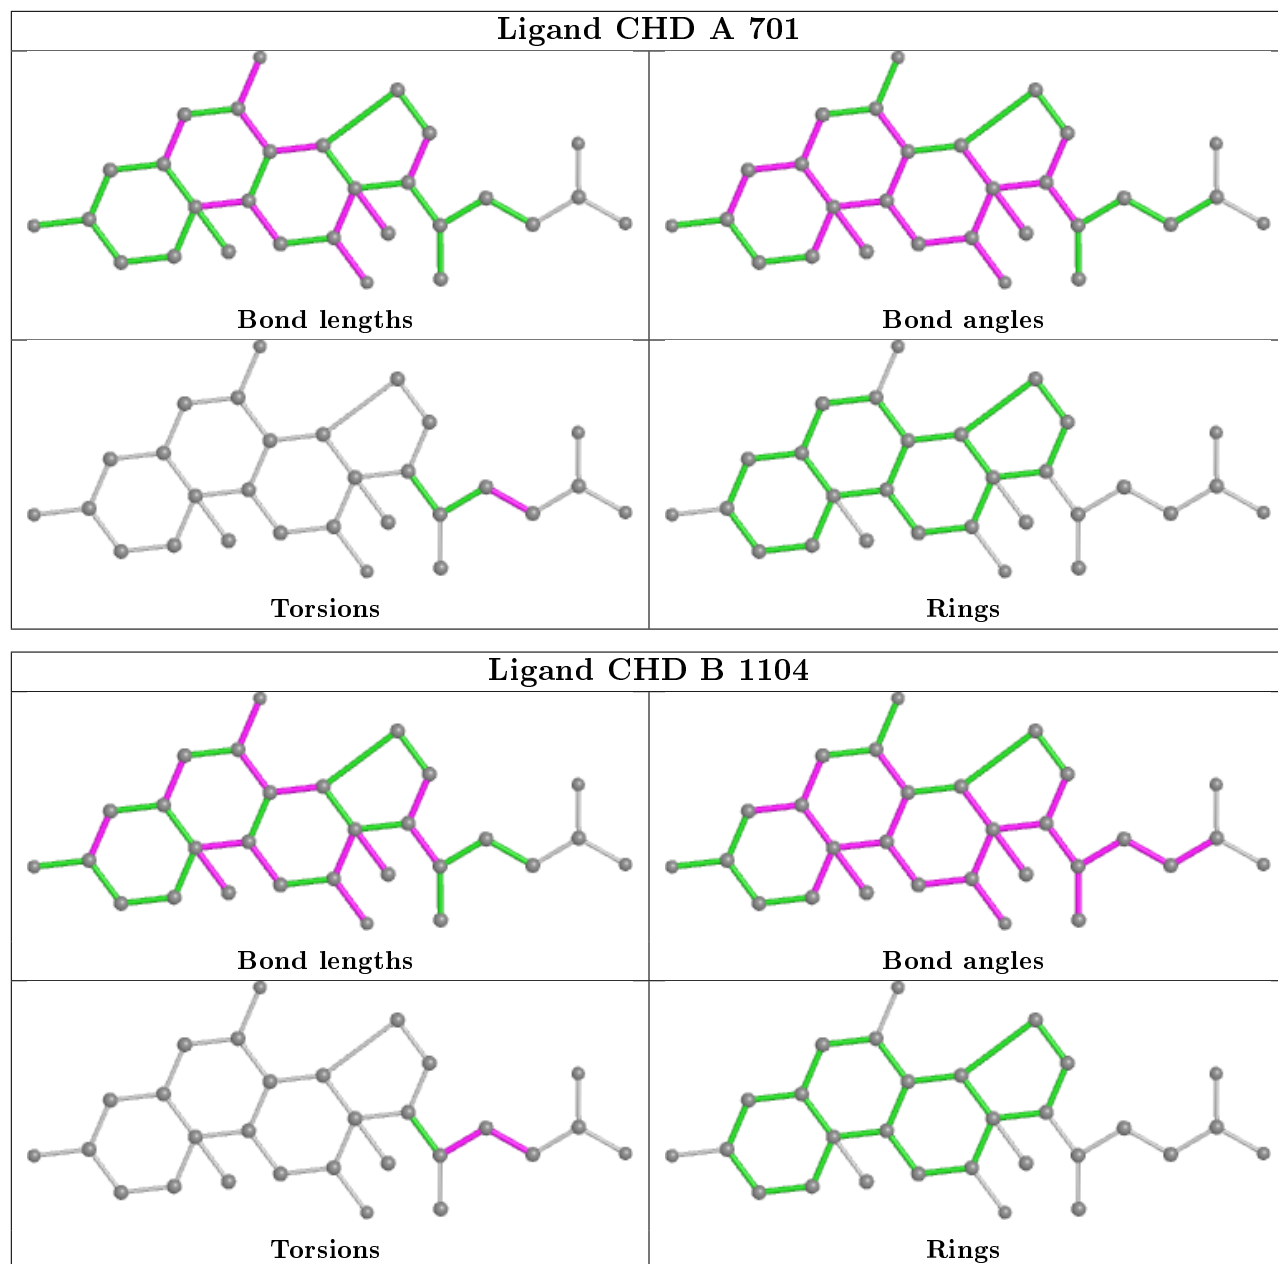 Ligand CHD A 701
Bond lengths
Bond angles
Torsions
Rings
Ligand CHD B 1104
Bond lengths
Bond angles
Torsions
Rings